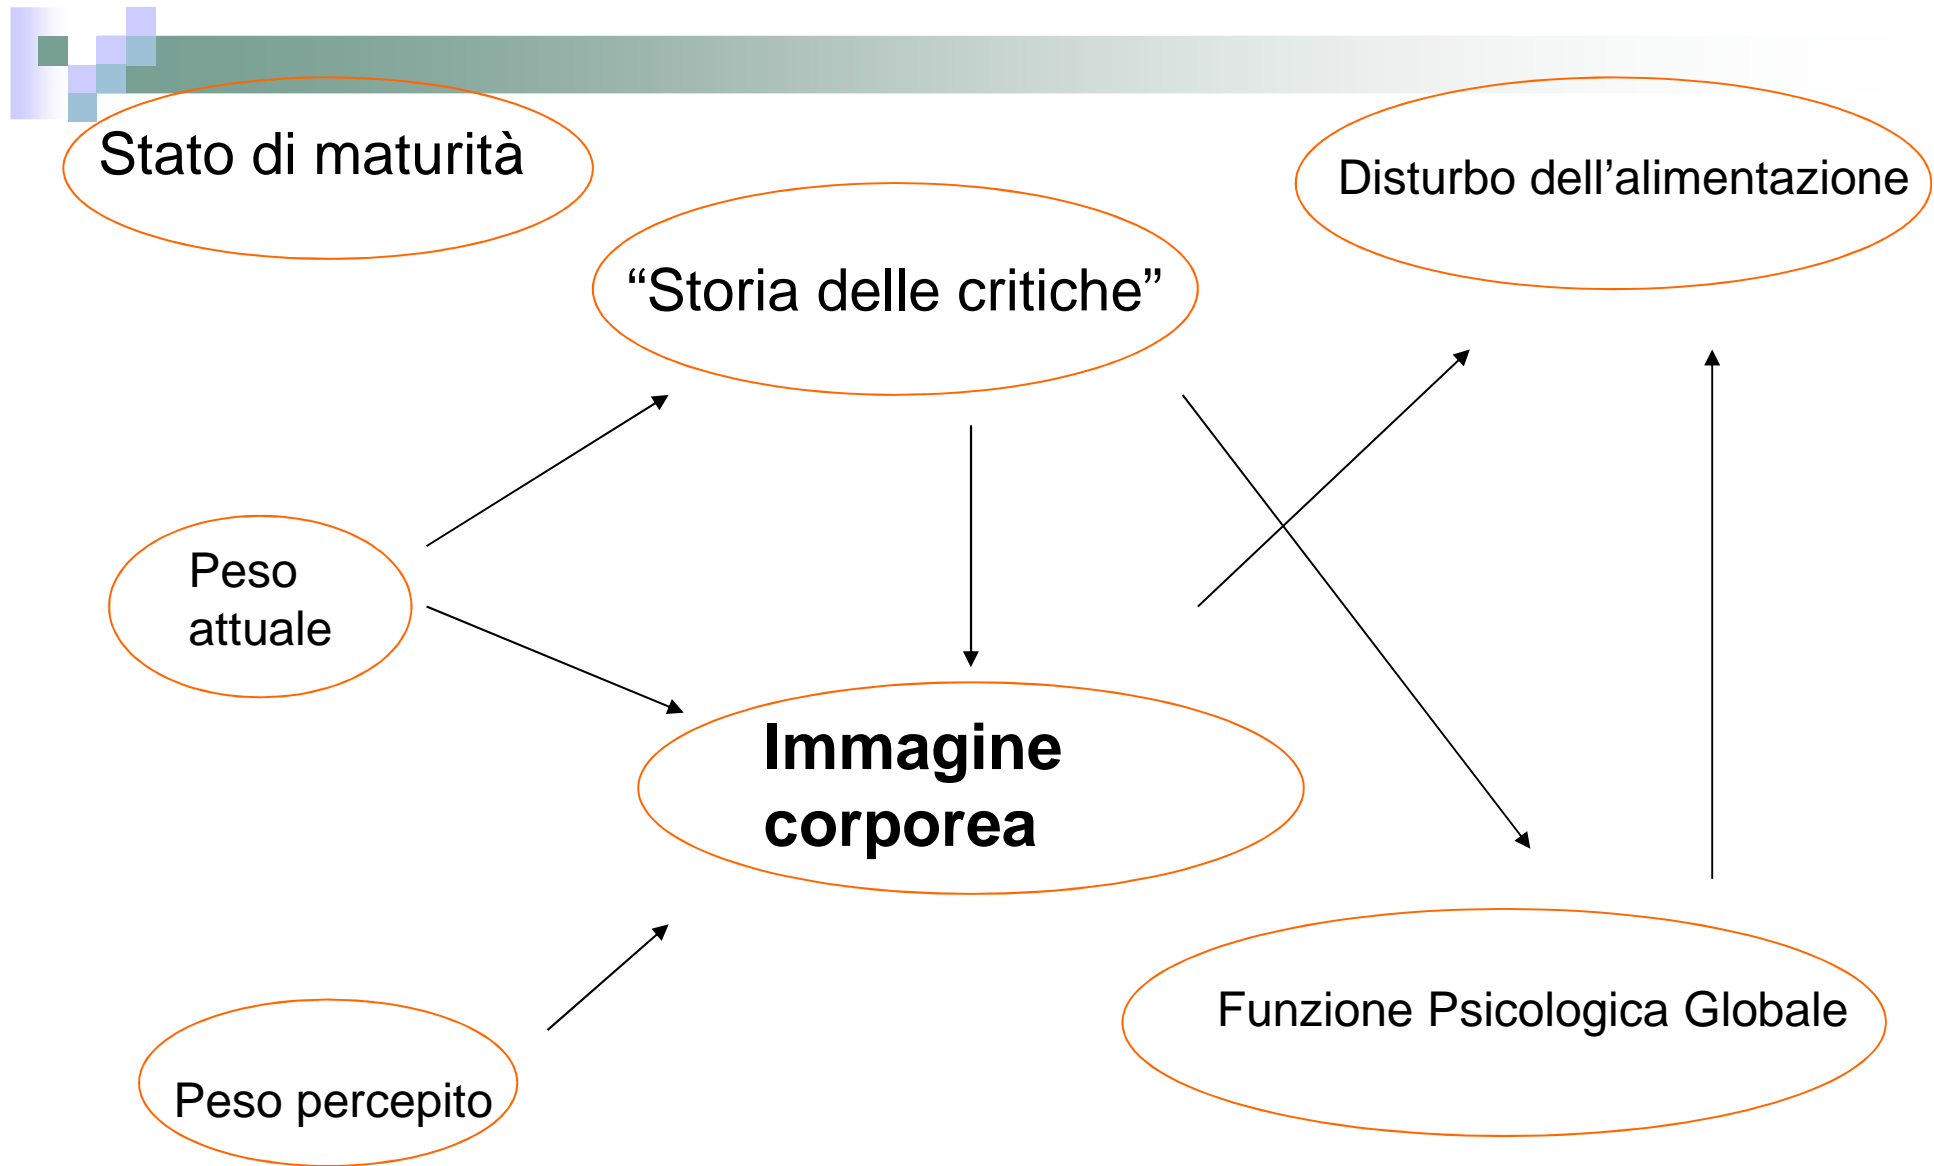 Stato di maturità
Disturbo dell’alimentazione
“Storia delle critiche”
Peso
attuale
Immagine
corporea
Funzione Psicologica Globale
Peso percepito